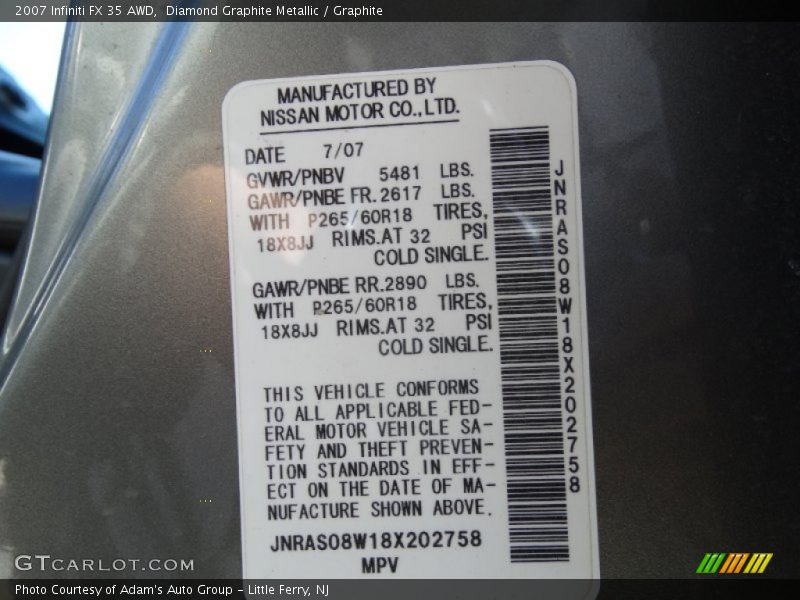 2007 Infiniti FX 35 AWD, Diamond Graphite Metallic / Graphite
MANUFACTURED BY
NISSAN MOTOR CO.,LTD.
DATE 7/07
GVWR/PNBV 5481 LBS.
GAWR/PNBE FR.2617 LBS.
WITH P265/60R18 TIRES,
18X8JJ RIMS.AT 32 PSI
COLD SINGLE.
GAWR/PNBE RR.2890 LBS.
WITH P265/60R18 TIRES,
18X8JJ RIMS.AT 32 PSI
COLD SINGLE.
THIS VEHICLE CONFORMS
TO ALL APPLICABLE FED-
ERAL MOTOR VEHICLE SA-
FETY AND THEFT PREVEN-
TION STANDARDS IN EFF-
ECT ON THE DATE OF MA-
NUFACTURE SHOWN ABOVE.
JNRAS08W18X202758
MPV
JNRAS08W18X202758
GTCARLOT.COM
Photo Courtesy of Adam's Auto Group - Little Ferry, NJ